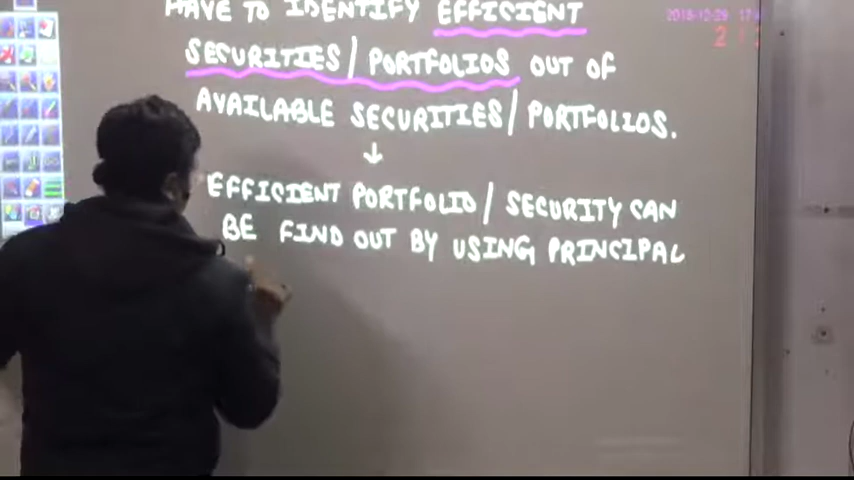 HAVE TO IDENTIFY EFFICIENT
SECURITIES/PORTFOLIOS OUT OF
AVAILABLE SECURITIES/PORTFOLIOS.
↓
EFFICIENT PORTFOLIO/SECURITY CAN
BE FIND OUT BY USING PRINCIPAL